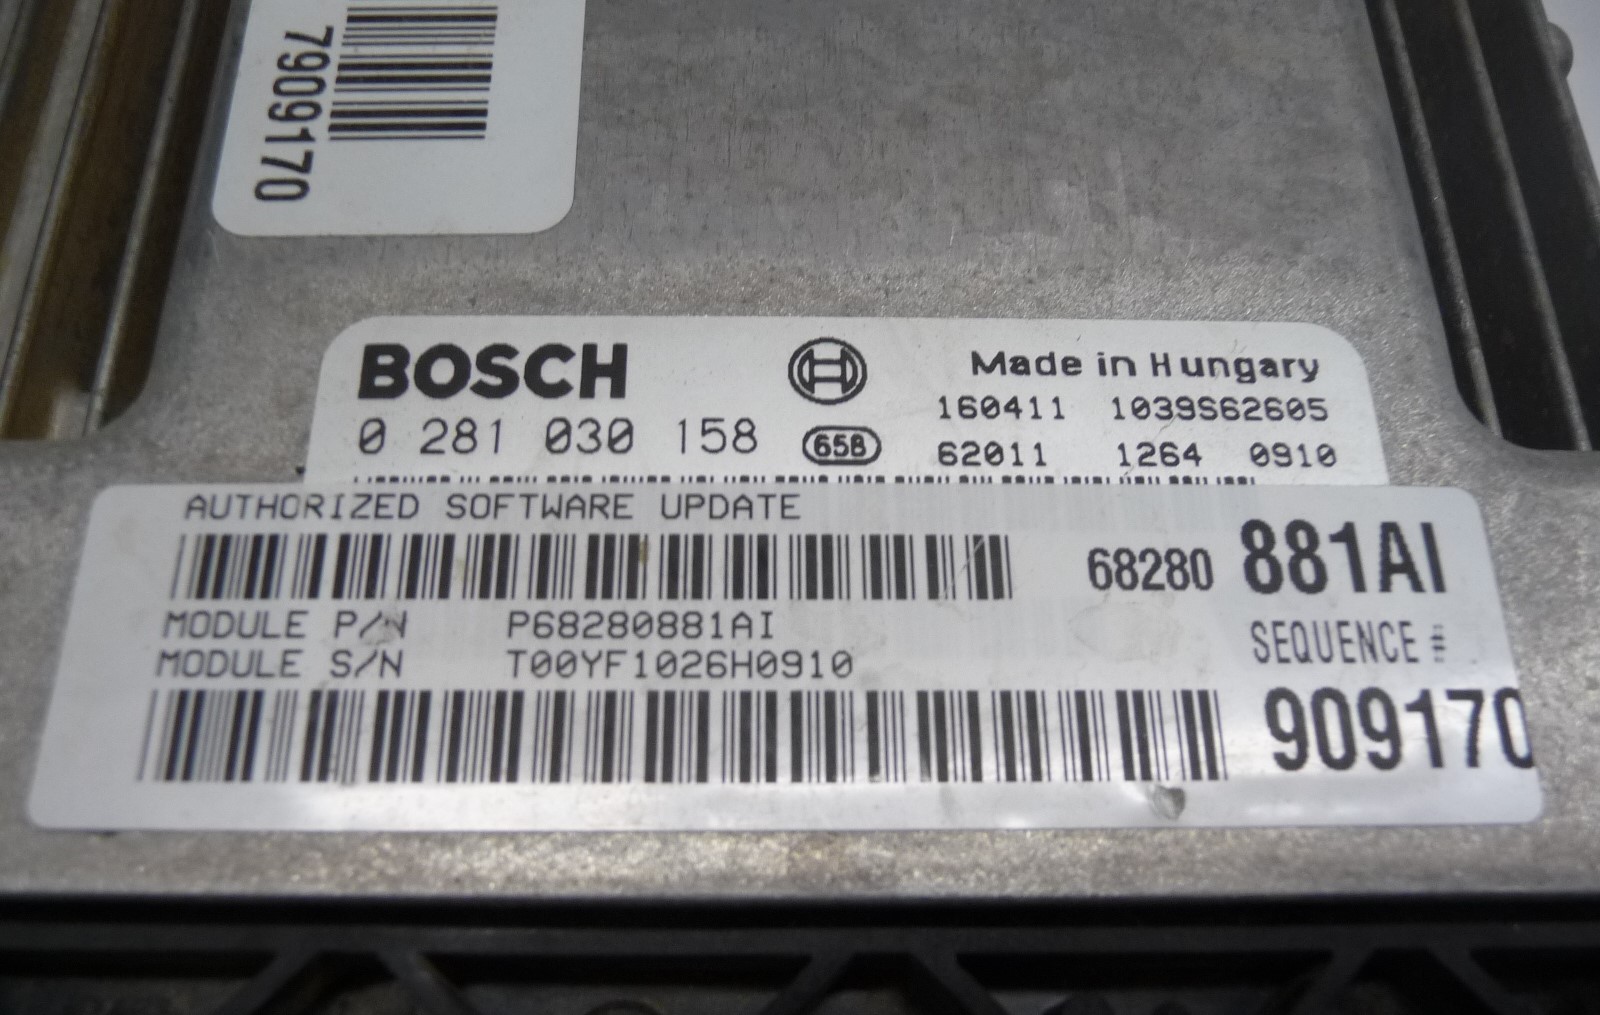 7909170
BOSCH
Made in Hungary
0 281 030 158
65B
160411 1039S62605
62011 1264 0910
AUTHORIZED SOFTWARE UPDATE
68280 881AI
MODULE P/N P68280881AI
MODULE S/N T00YF1026H0910
SEQUENCE #
909170